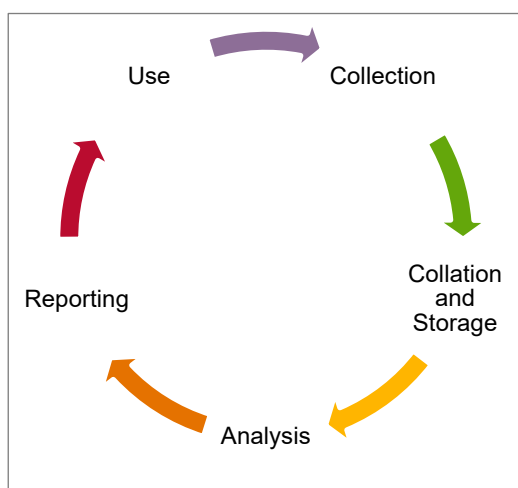 Use
Collection
Collation
and
Storage
Reporting
Analysis